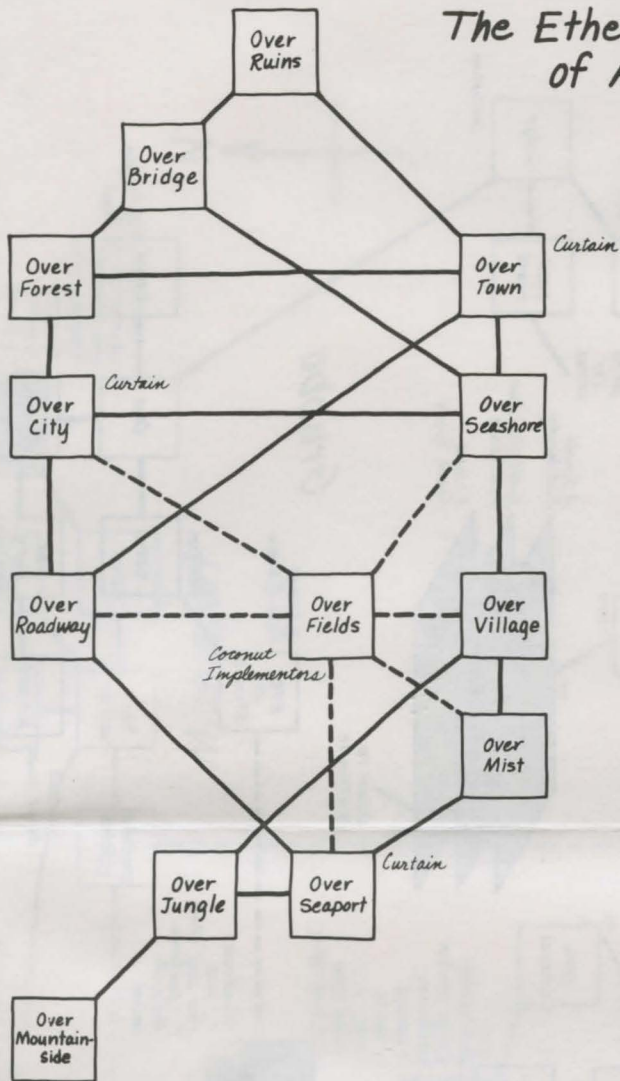 The Ethe
of A
Over
Ruins
Over
Bridge
Over
Forest
Over
Town
Curtain
Over
City
Curtain
Over
Seashore
Over
Roadway
Over
Fields
Over
Village
Coconut
Implementors
Over
Mist
Over
Jungle
Over
Seaport
Curtain
Over
Mountain-
side